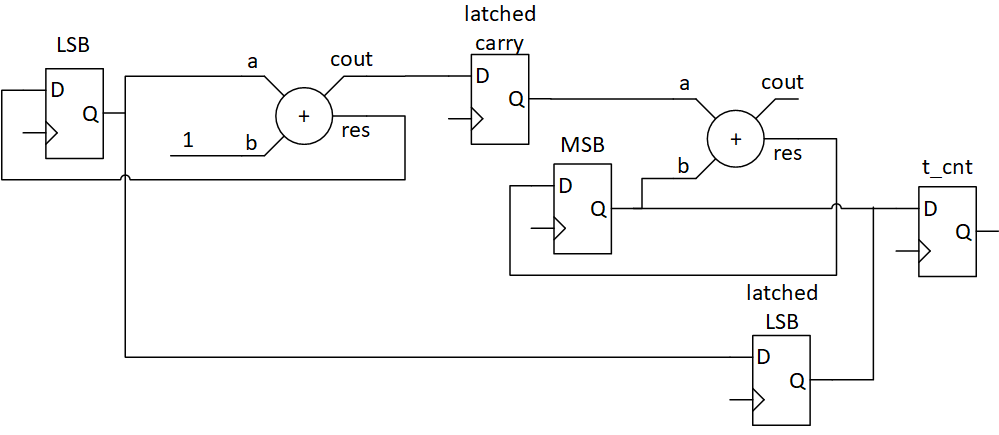 LSB
D
Q
1
a
b
+
cout
res
latched
carry
D
Q
a
b
+
cout
res
MSB
D
Q
t_cnt
D
Q
latched
LSB
D
Q